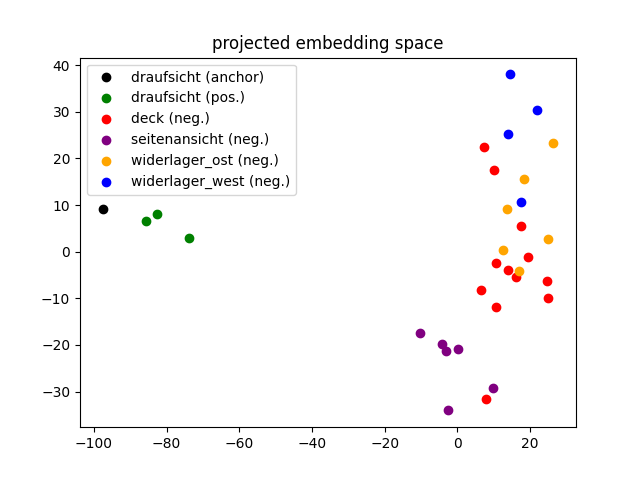 projected embedding space
draufsicht (anchor)
draufsicht (pos.)
deck (neg.)
seitenansicht (neg.)
widerlager_ost (neg.)
widerlager_west (neg.)
40
30
20
10
0
−10
−20
−30
−100 −80 −60 −40 −20 0 20